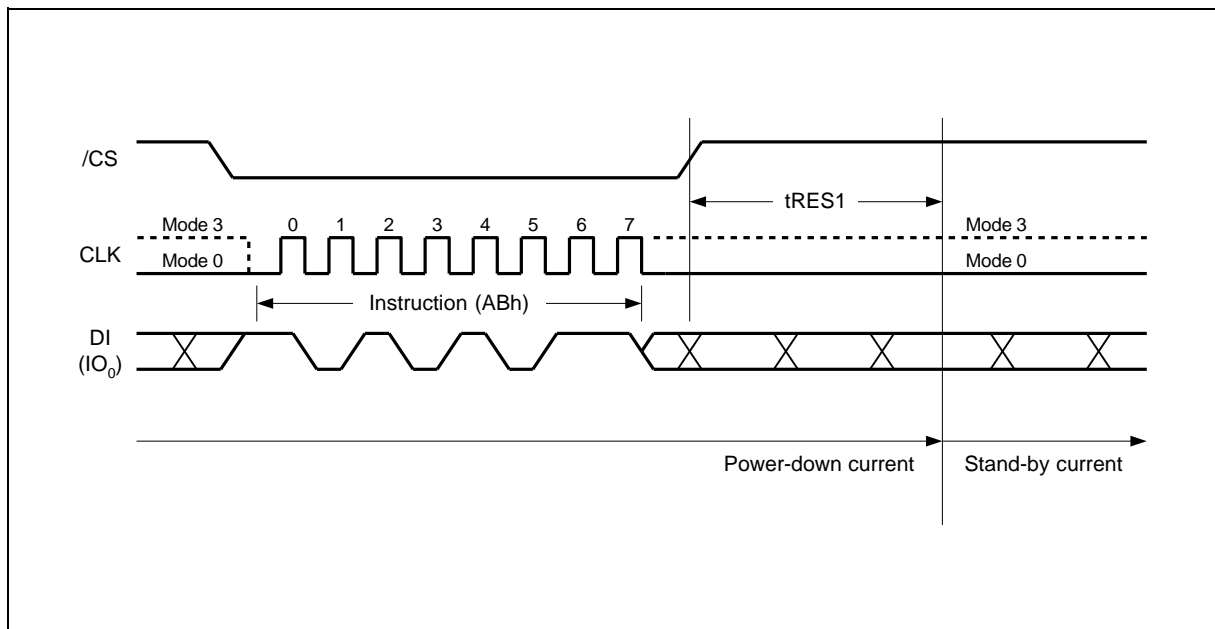 /CS
tRES1
Mode 3 0 1 2 3 4 5 6 7 Mode 3
CLK
Mode 0 Mode 0
Instruction (ABh)
DI
(IO₀)
Power-down current Stand-by current